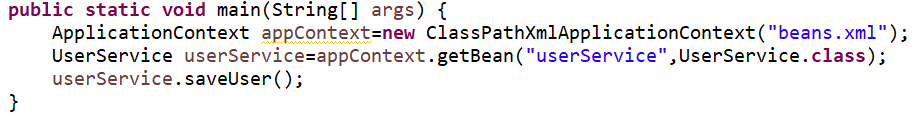 public static void main(String[] args) {
    ApplicationContext appContext=new ClassPathXmlApplicationContext("beans.xml");
    UserService userService=appContext.getBean("userService",UserService.class);
    userService.saveUser();
}